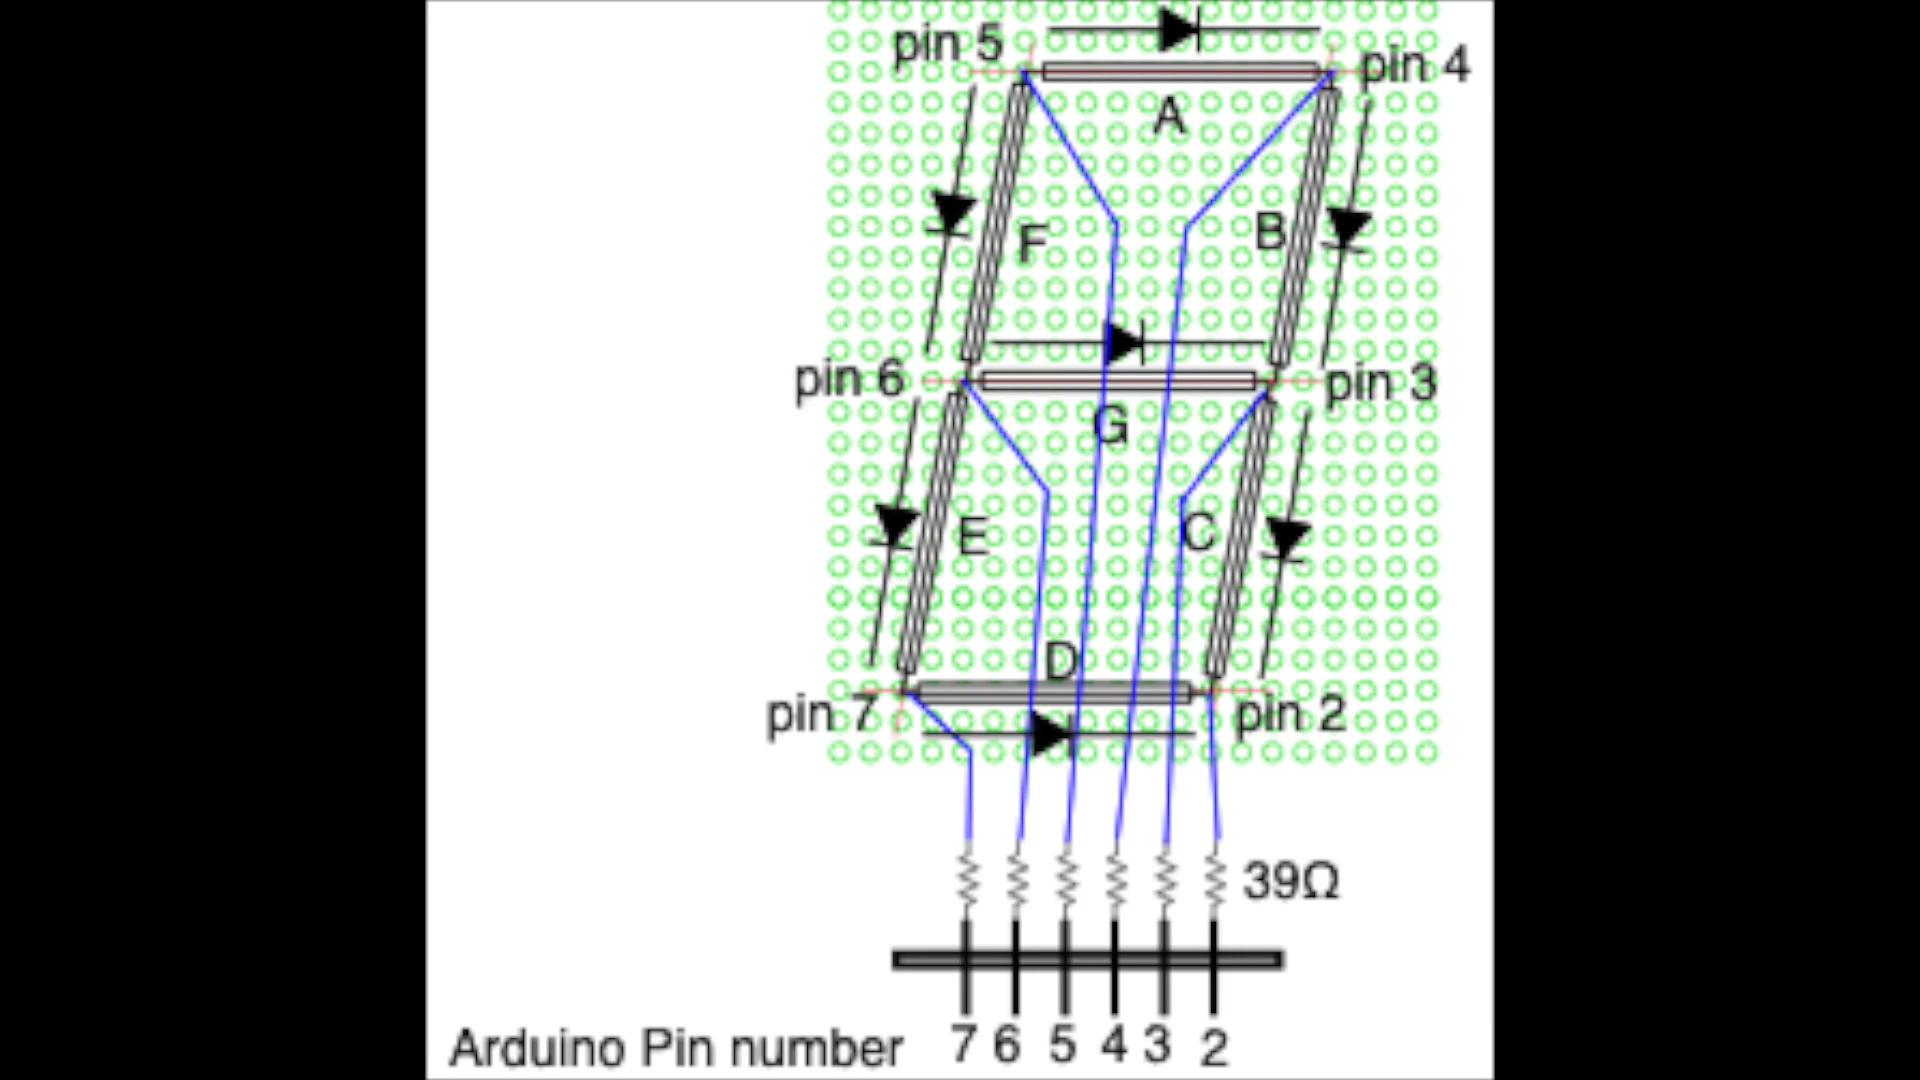 pin 5
pin 4
A
F
B
pin 6
pin 3
G
E
C
D
pin 7
pin 2
39Ω
Arduino Pin number 7 6 5 4 3 2